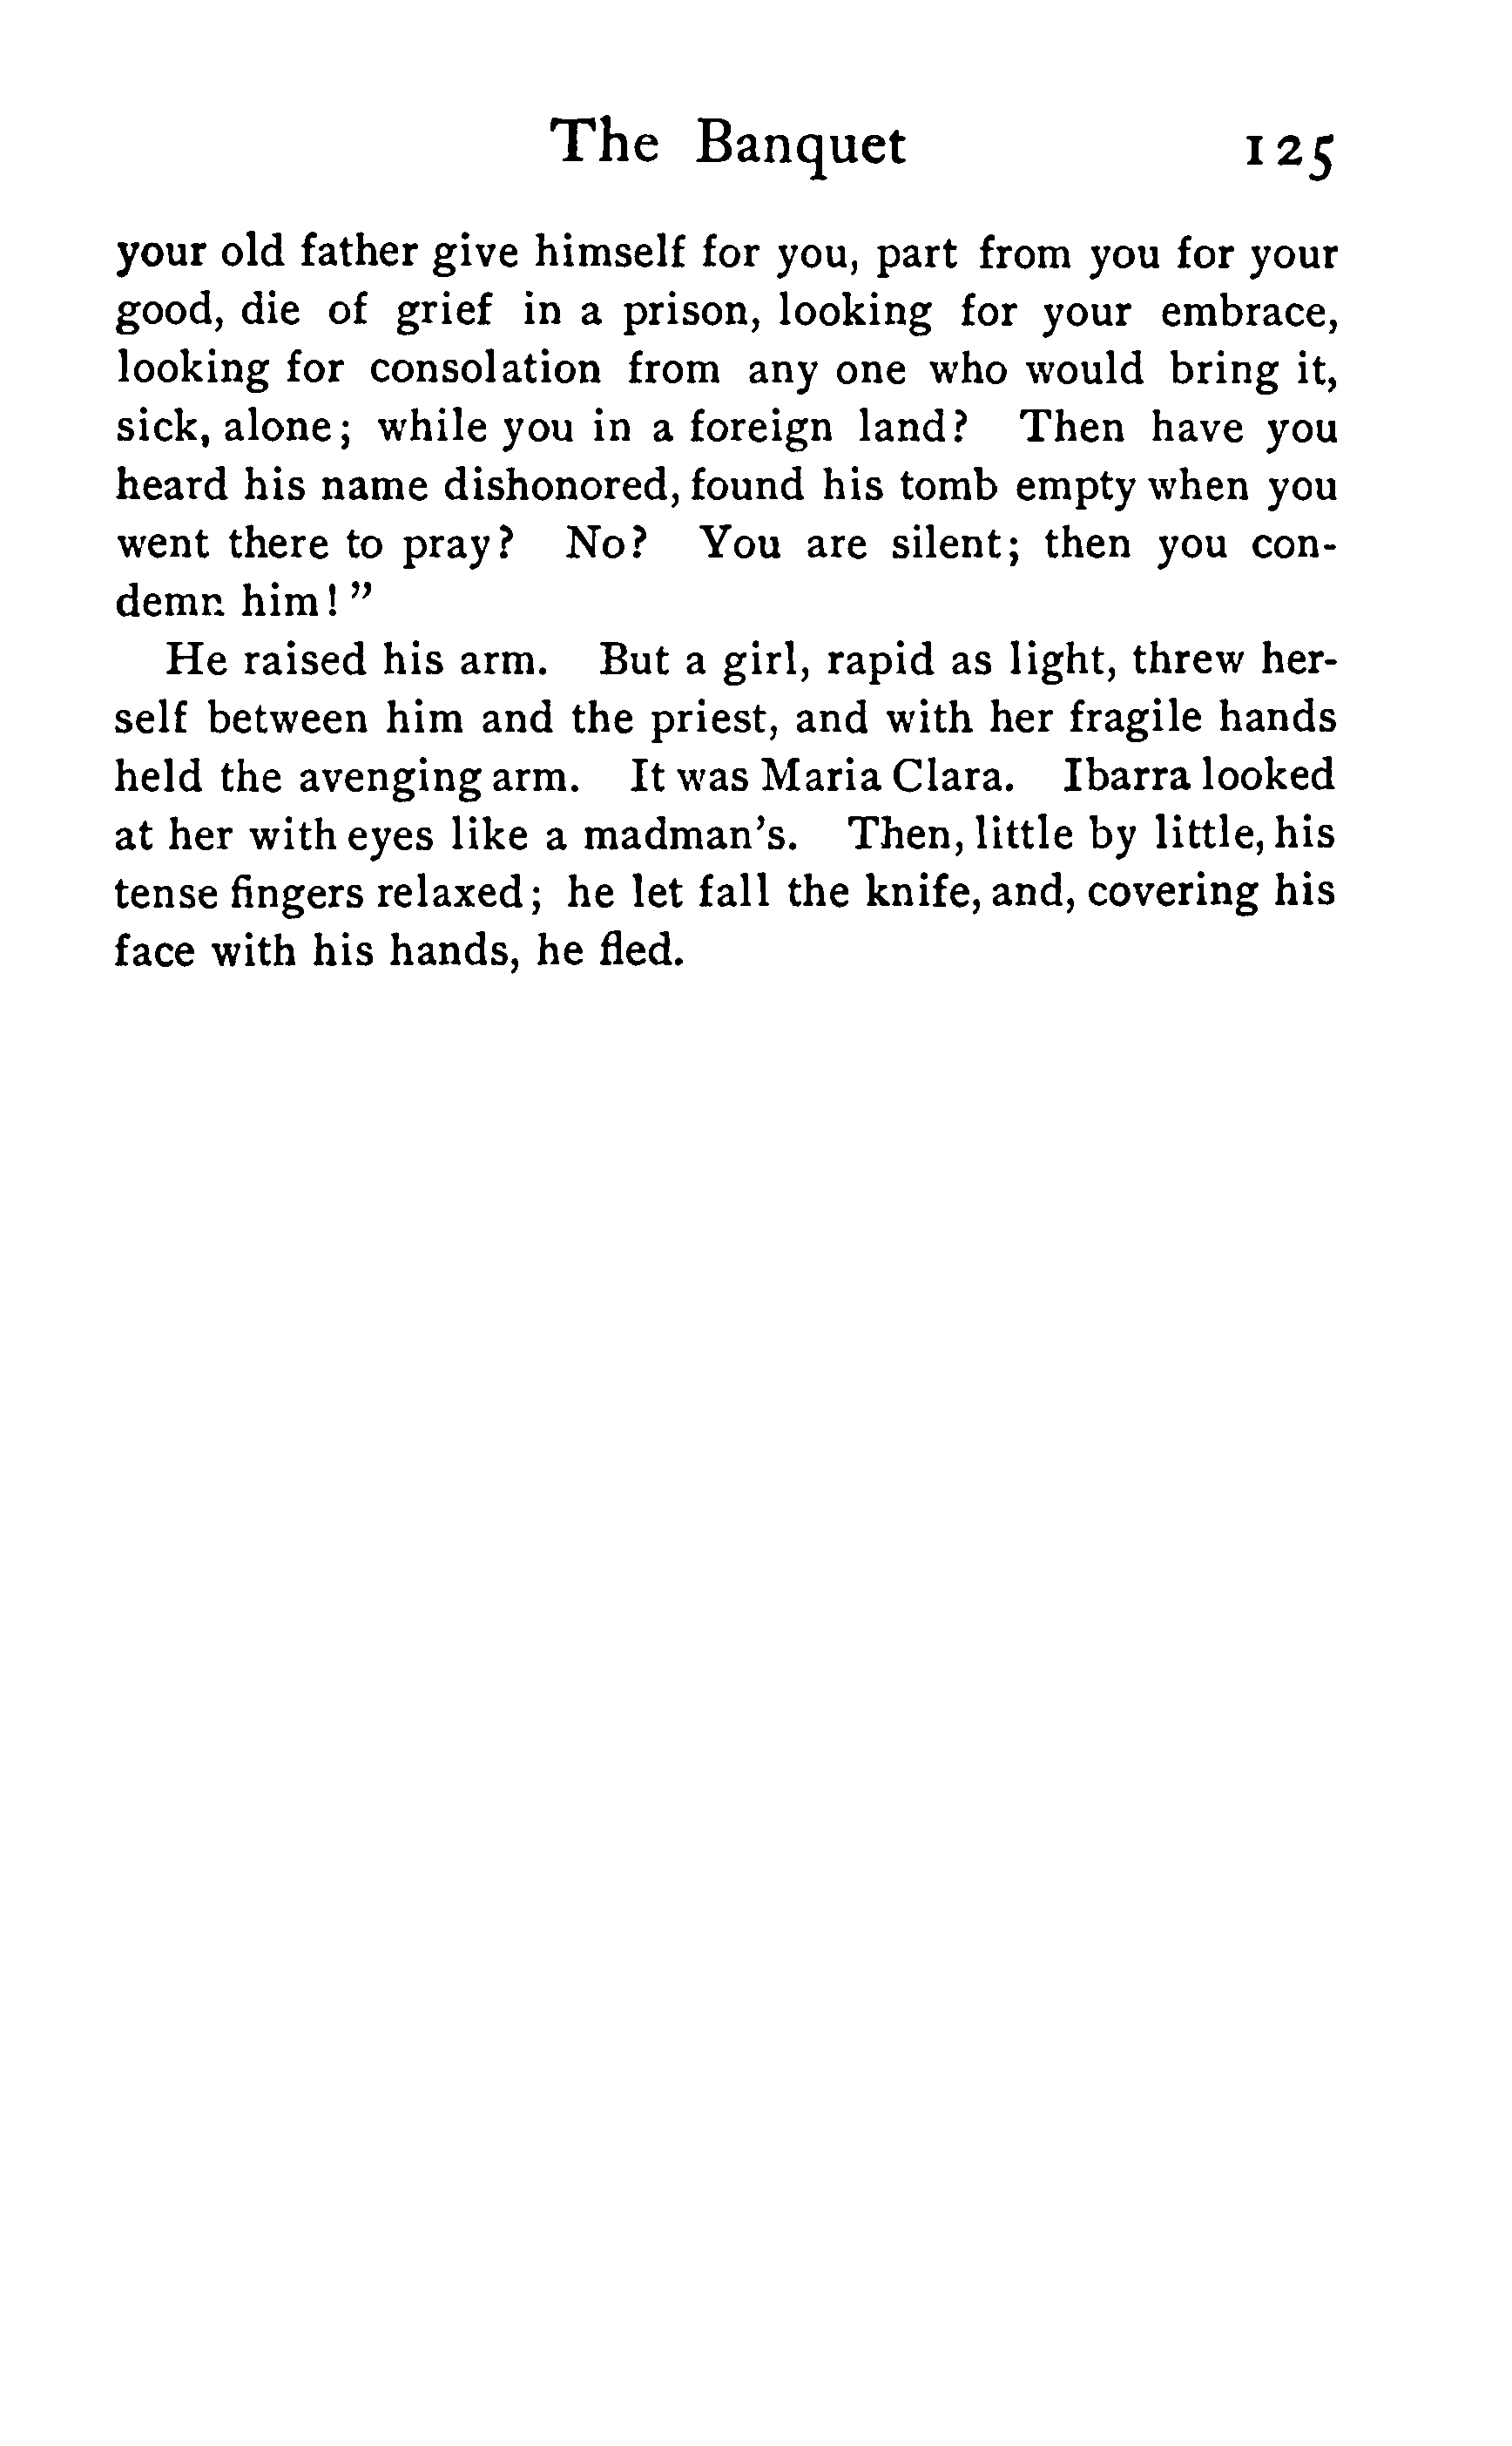 The Banquet 125
your old father give himself for you, part from you for your
good, die of grief in a prison, looking for your embrace,
looking for consolation from any one who would bring it,
sick, alone; while you in a foreign land? Then have you
heard his name dishonored, found his tomb empty when you
went there to pray? No? You are silent; then you con-
demn him!”
He raised his arm. But a girl, rapid as light, threw her-
self between him and the priest, and with her fragile hands
held the avenging arm. It was Maria Clara. Ibarra looked
at her with eyes like a madman’s. Then, little by little, his
tense fingers relaxed; he let fall the knife, and, covering his
face with his hands, he fled.